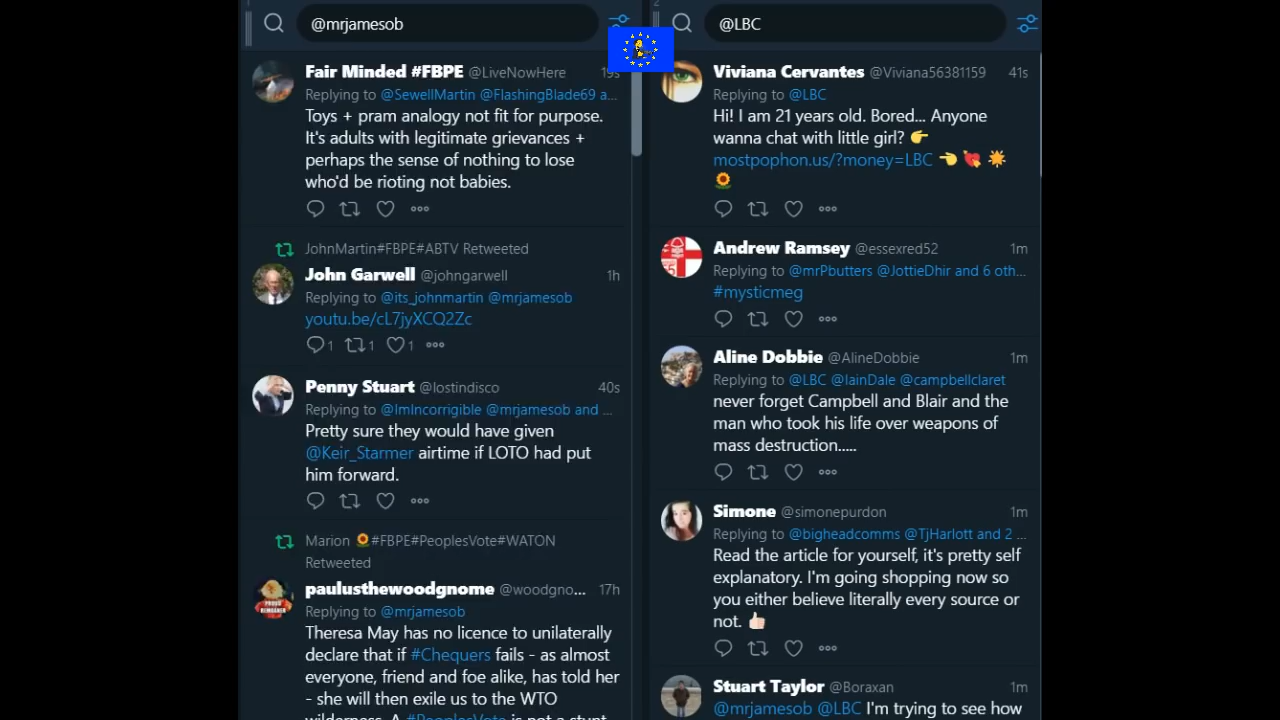 1
@mrjamesob
Fair Minded #FBPE @LiveNowHere 19s
Replying to @SewellMartin @FlashingBlade69 a...
Toys + pram analogy not fit for purpose.
It's adults with legitimate grievances +
perhaps the sense of nothing to lose
who'd be rioting not babies.
JohnMartin#FBPE#ABTV Retweeted
John Garwell @johngarwell 1h
Replying to @its_johnmartin @mrjamesob
youtu.be/cL7jyXCQ2Zc
1 1 1
Penny Stuart @lostindisco 40s
Replying to @ImIncorrigible @mrjamesob and ...
Pretty sure they would have given
@Keir_Starmer airtime if LOTO had put
him forward.
Marion 🌻#FBPE#PeoplesVote#WATON
Retweeted
paulusthewoodgnome @woodgno... 17h
Replying to @mrjamesob
Theresa May has no licence to unilaterally
declare that if #Chequers fails - as almost
everyone, friend and foe alike, has told her
- she will then exile us to the WTO
wilderness. A #PeoplesVote is not a stunt
2
@LBC
Viviana Cervantes @Viviana56381159 41s
Replying to @LBC
Hi! I am 21 years old. Bored... Anyone
wanna chat with little girl? 👉
mostpophon.us/?money=LBC 👈 💘 🌟
🌻
Andrew Ramsey @essexred52 1m
Replying to @mrPbutters @JottieDhir and 6 oth...
#mysticmeg
Aline Dobbie @AlineDobbie 1m
Replying to @LBC @IainDale @campbellclaret
never forget Campbell and Blair and the
man who took his life over weapons of
mass destruction.....
Simone @simonepurdon 1m
Replying to @bigheadcomms @TjHarlott and 2 ...
Read the article for yourself, it's pretty self
explanatory. I'm going shopping now so
you either believe literally every source or
not. 👍🏻
Stuart Taylor @Boraxan 1m
@mrjamesob @LBC I'm trying to see how